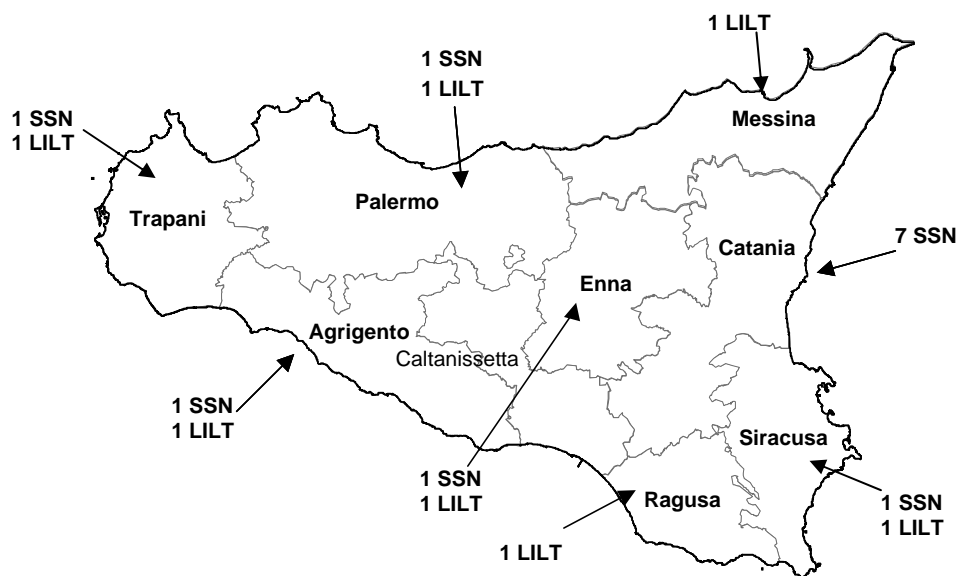 1 LILT
1 SSN
1 LILT
1 SSN
1 LILT
Messina
Palermo
Trapani
Catania
7 SSN
Enna
Agrigento
Caltanissetta
1 SSN
1 LILT
Siracusa
1 SSN
1 LILT
Ragusa
1 SSN
1 LILT
1 LILT